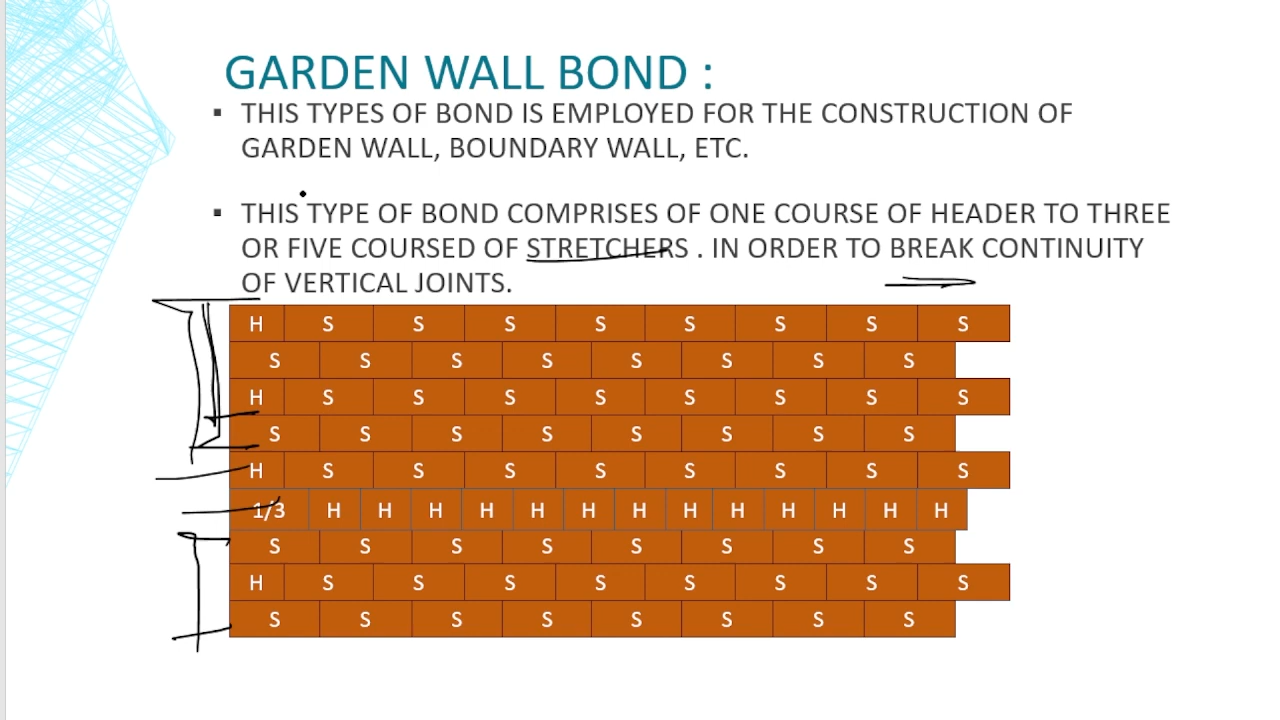 GARDEN WALL BOND :
▪ THIS TYPES OF BOND IS EMPLOYED FOR THE CONSTRUCTION OF
GARDEN WALL, BOUNDARY WALL, ETC.
▪ THIS TYPE OF BOND COMPRISES OF ONE COURSE OF HEADER TO THREE
OR FIVE COURSED OF STRETCHERS . IN ORDER TO BREAK CONTINUITY
OF VERTICAL JOINTS.
H S S S S S S S S
S S S S S S S S
H S S S S S S S S
S S S S S S S S
H S S S S S S S S
1/3 H H H H H H H H H H H H H
S S S S S S S S
H S S S S S S S S
S S S S S S S S